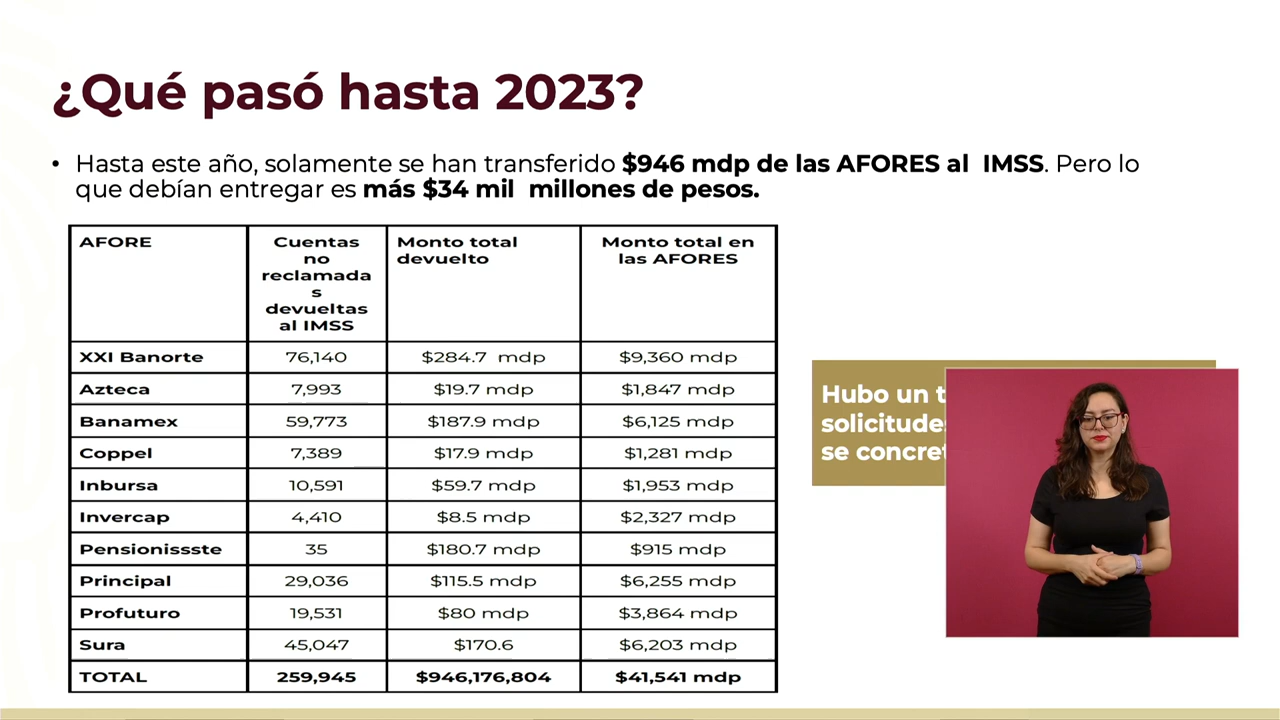 ¿Qué pasó hasta 2023?
• Hasta este año, solamente se han transferido $946 mdp de las AFORES al IMSS. Pero lo
que debían entregar es más $34 mil millones de pesos.
AFORE
Cuentas
no
reclamada
s
devueltas
al IMSS
Monto total
devuelto
Monto total en
las AFORES
XXI Banorte 76,140 $284.7 mdp $9,360 mdp
Azteca 7,993 $19.7 mdp $1,847 mdp
Banamex 59,773 $187.9 mdp $6,125 mdp
Coppel 7,389 $17.9 mdp $1,281 mdp
Inbursa 10,591 $59.7 mdp $1,953 mdp
Invercap 4,410 $8.5 mdp $2,327 mdp
Pensionissste 35 $180.7 mdp $915 mdp
Principal 29,036 $115.5 mdp $6,255 mdp
Profuturo 19,531 $80 mdp $3,864 mdp
Sura 45,047 $170.6 $6,203 mdp
TOTAL 259,945 $946,176,804 $41,541 mdp
Hubo un
se